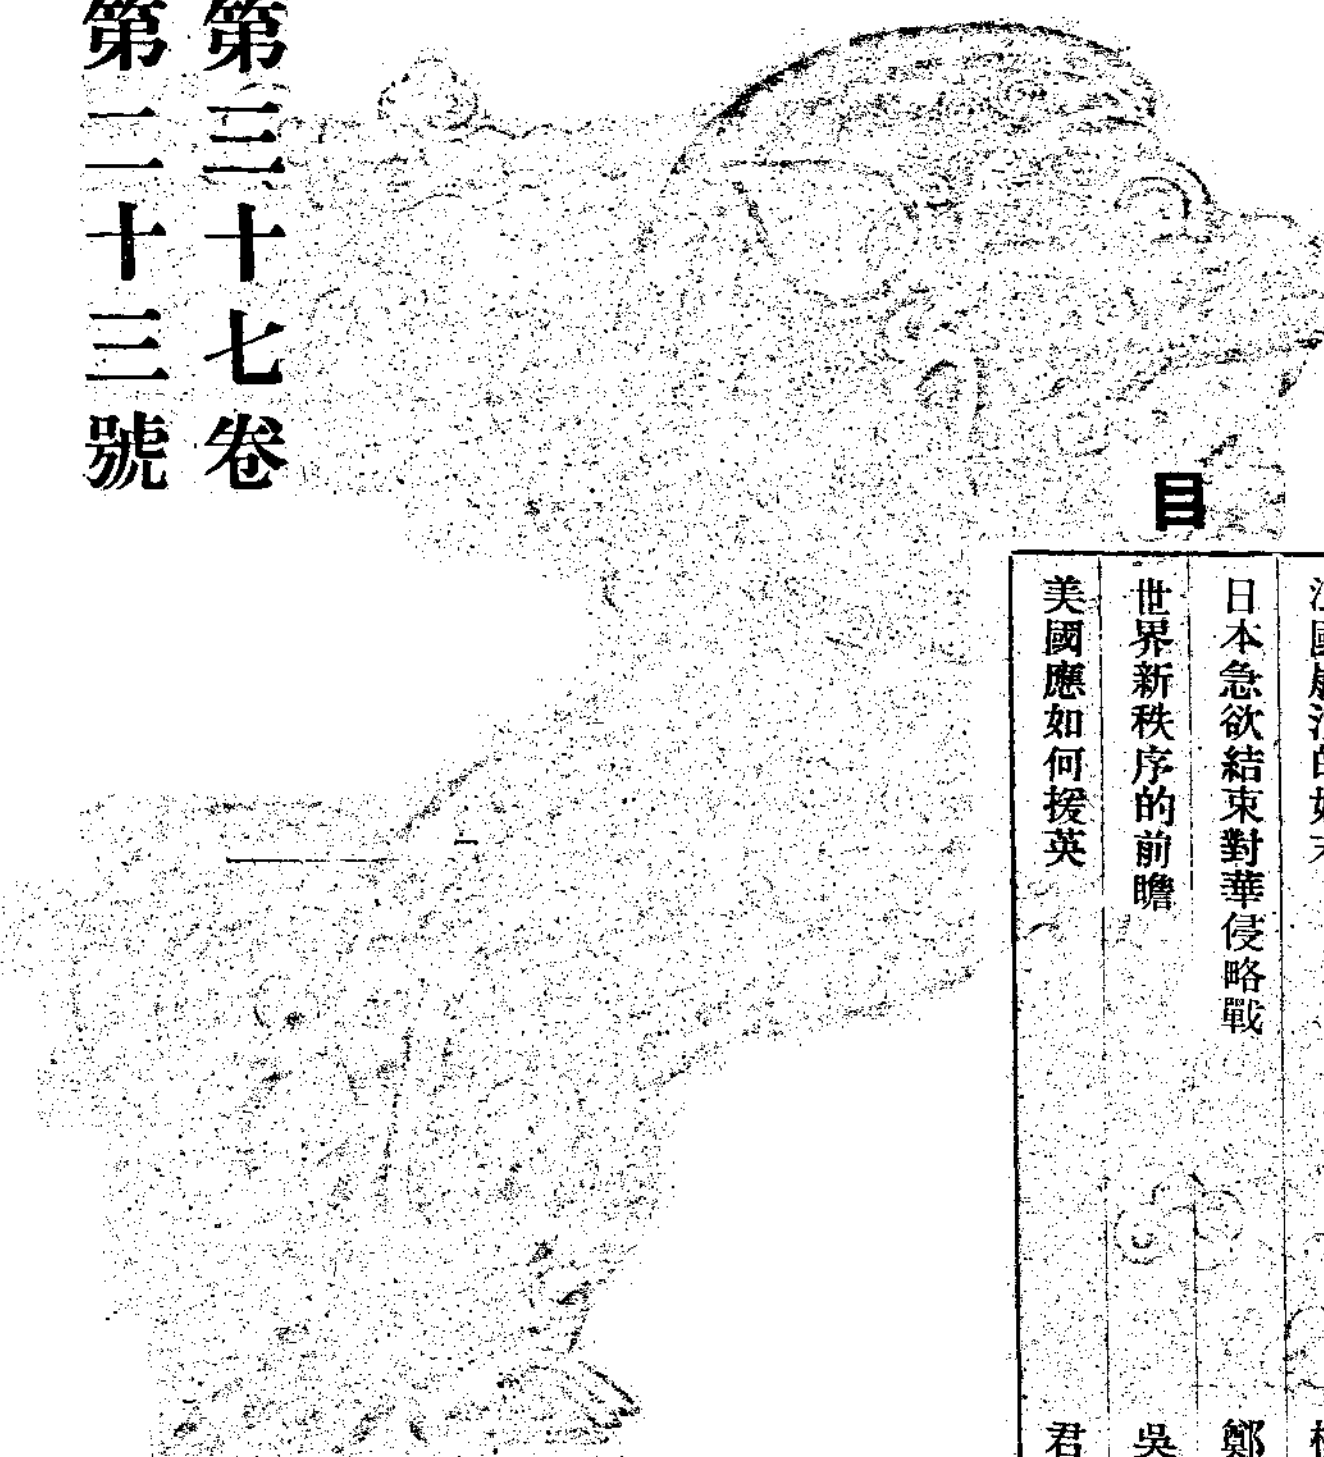 第三十七卷
第二十三號
目
日本急欲結束對華侵略戰 鄭
世界新秩序的前瞻 吳
美國應如何援英 君